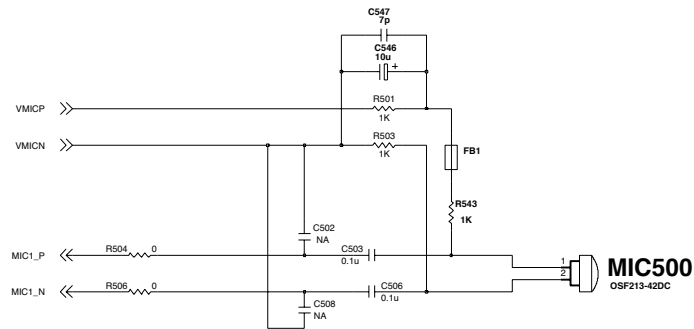 C547
7p
C546
10u
+
VMICP
R501
1K
VMICN
R503
1K
FB1
R543
1K
C502
NA
MIC1_P
R504
0
C503
0.1u
1
2
MIC500
OSF213-42DC
MIC1_N
R506
0
C506
0.1u
C508
NA